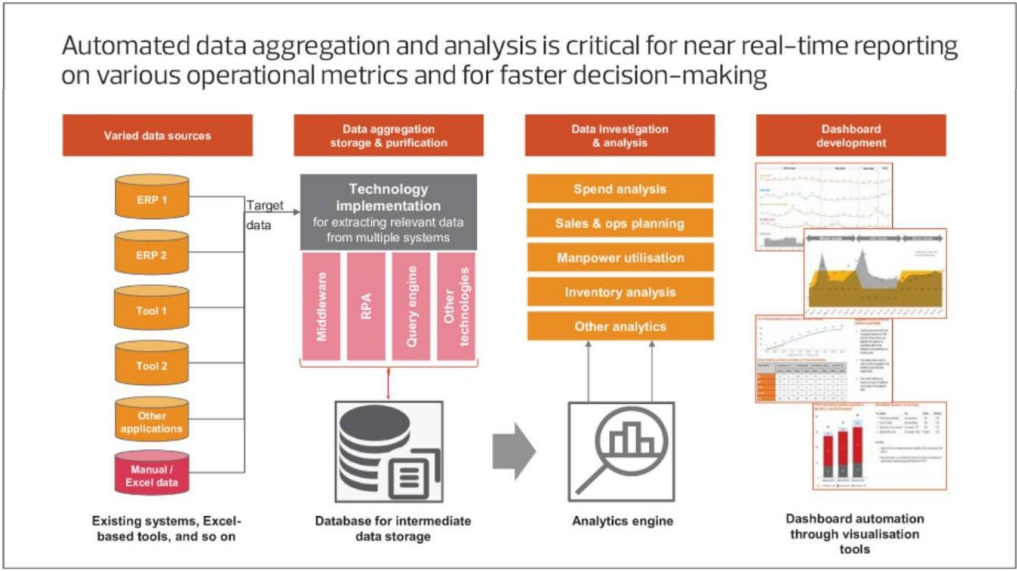 Automated data aggregation and analysis is critical for near real-time reporting
on various operational metrics and for faster decision-making
Varied data sources
Data aggregation
storage & purification
Data investigation
& analysis
Dashboard
development
ERP 1
ERP 2
Tool 1
Tool 2
Other
applications
Manual /
Excel data
Target
data
Technology
implementation
for extracting relevant data
from multiple systems
Middleware
RPA
Query engine
Other
technologies
Spend analysis
Sales & ops planning
Manpower utilisation
Inventory analysis
Other analytics
Existing systems, Excel-
based tools, and so on
Database for intermediate
data storage
Analytics engine
Dashboard automation
through visualisation
tools